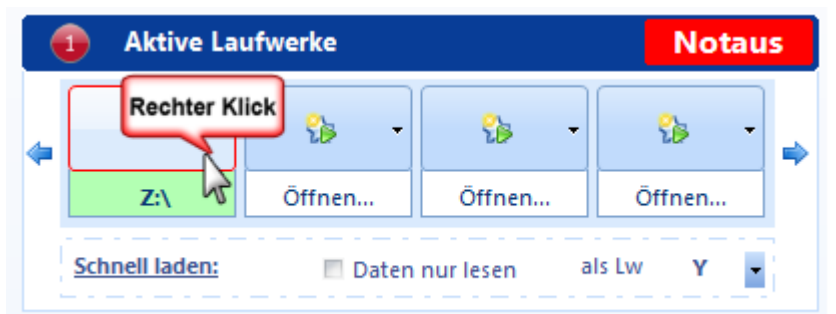 1 Aktive Laufwerke Notaus
Rechter Klick
Z:\ Öffnen... Öffnen... Öffnen...
Schnell laden: Daten nur lesen als Lw Y